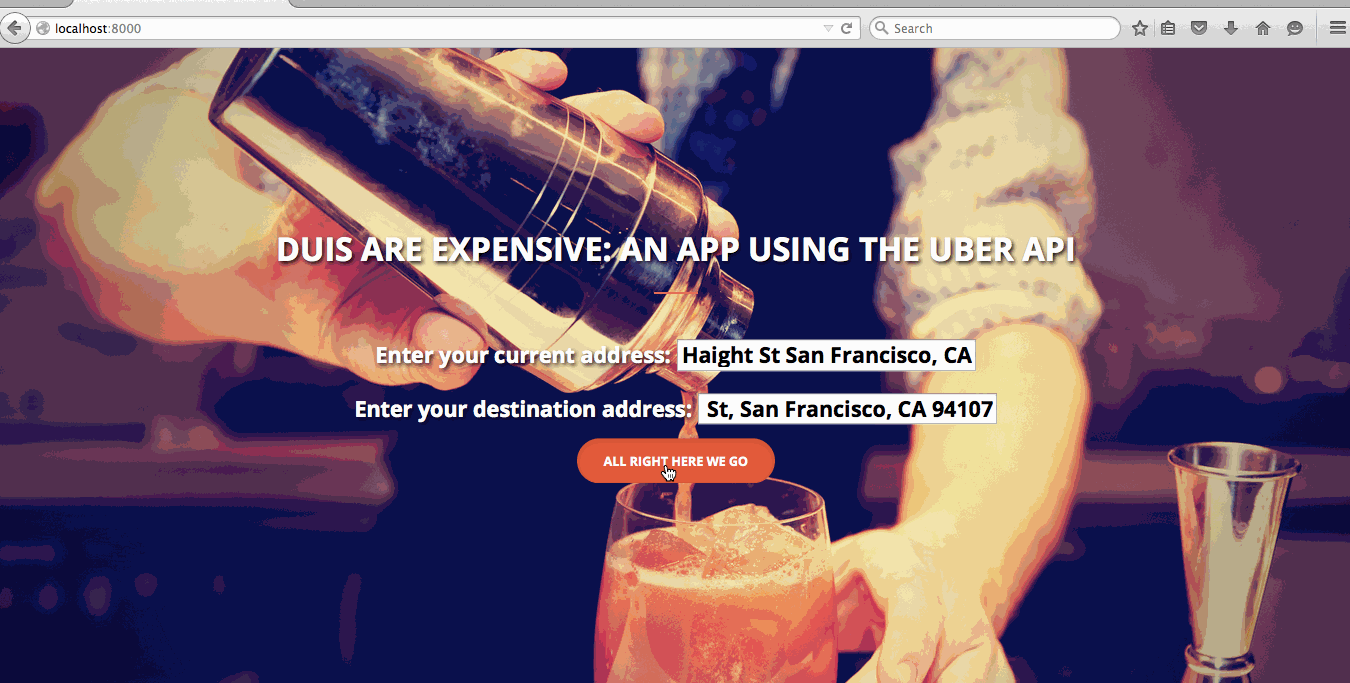 localhost:8000
Search
DUIS ARE EXPENSIVE: AN APP USING THE UBER API
Enter your current address: Haight St San Francisco, CA
Enter your destination address: St, San Francisco, CA 94107
ALL RIGHT HERE WE GO